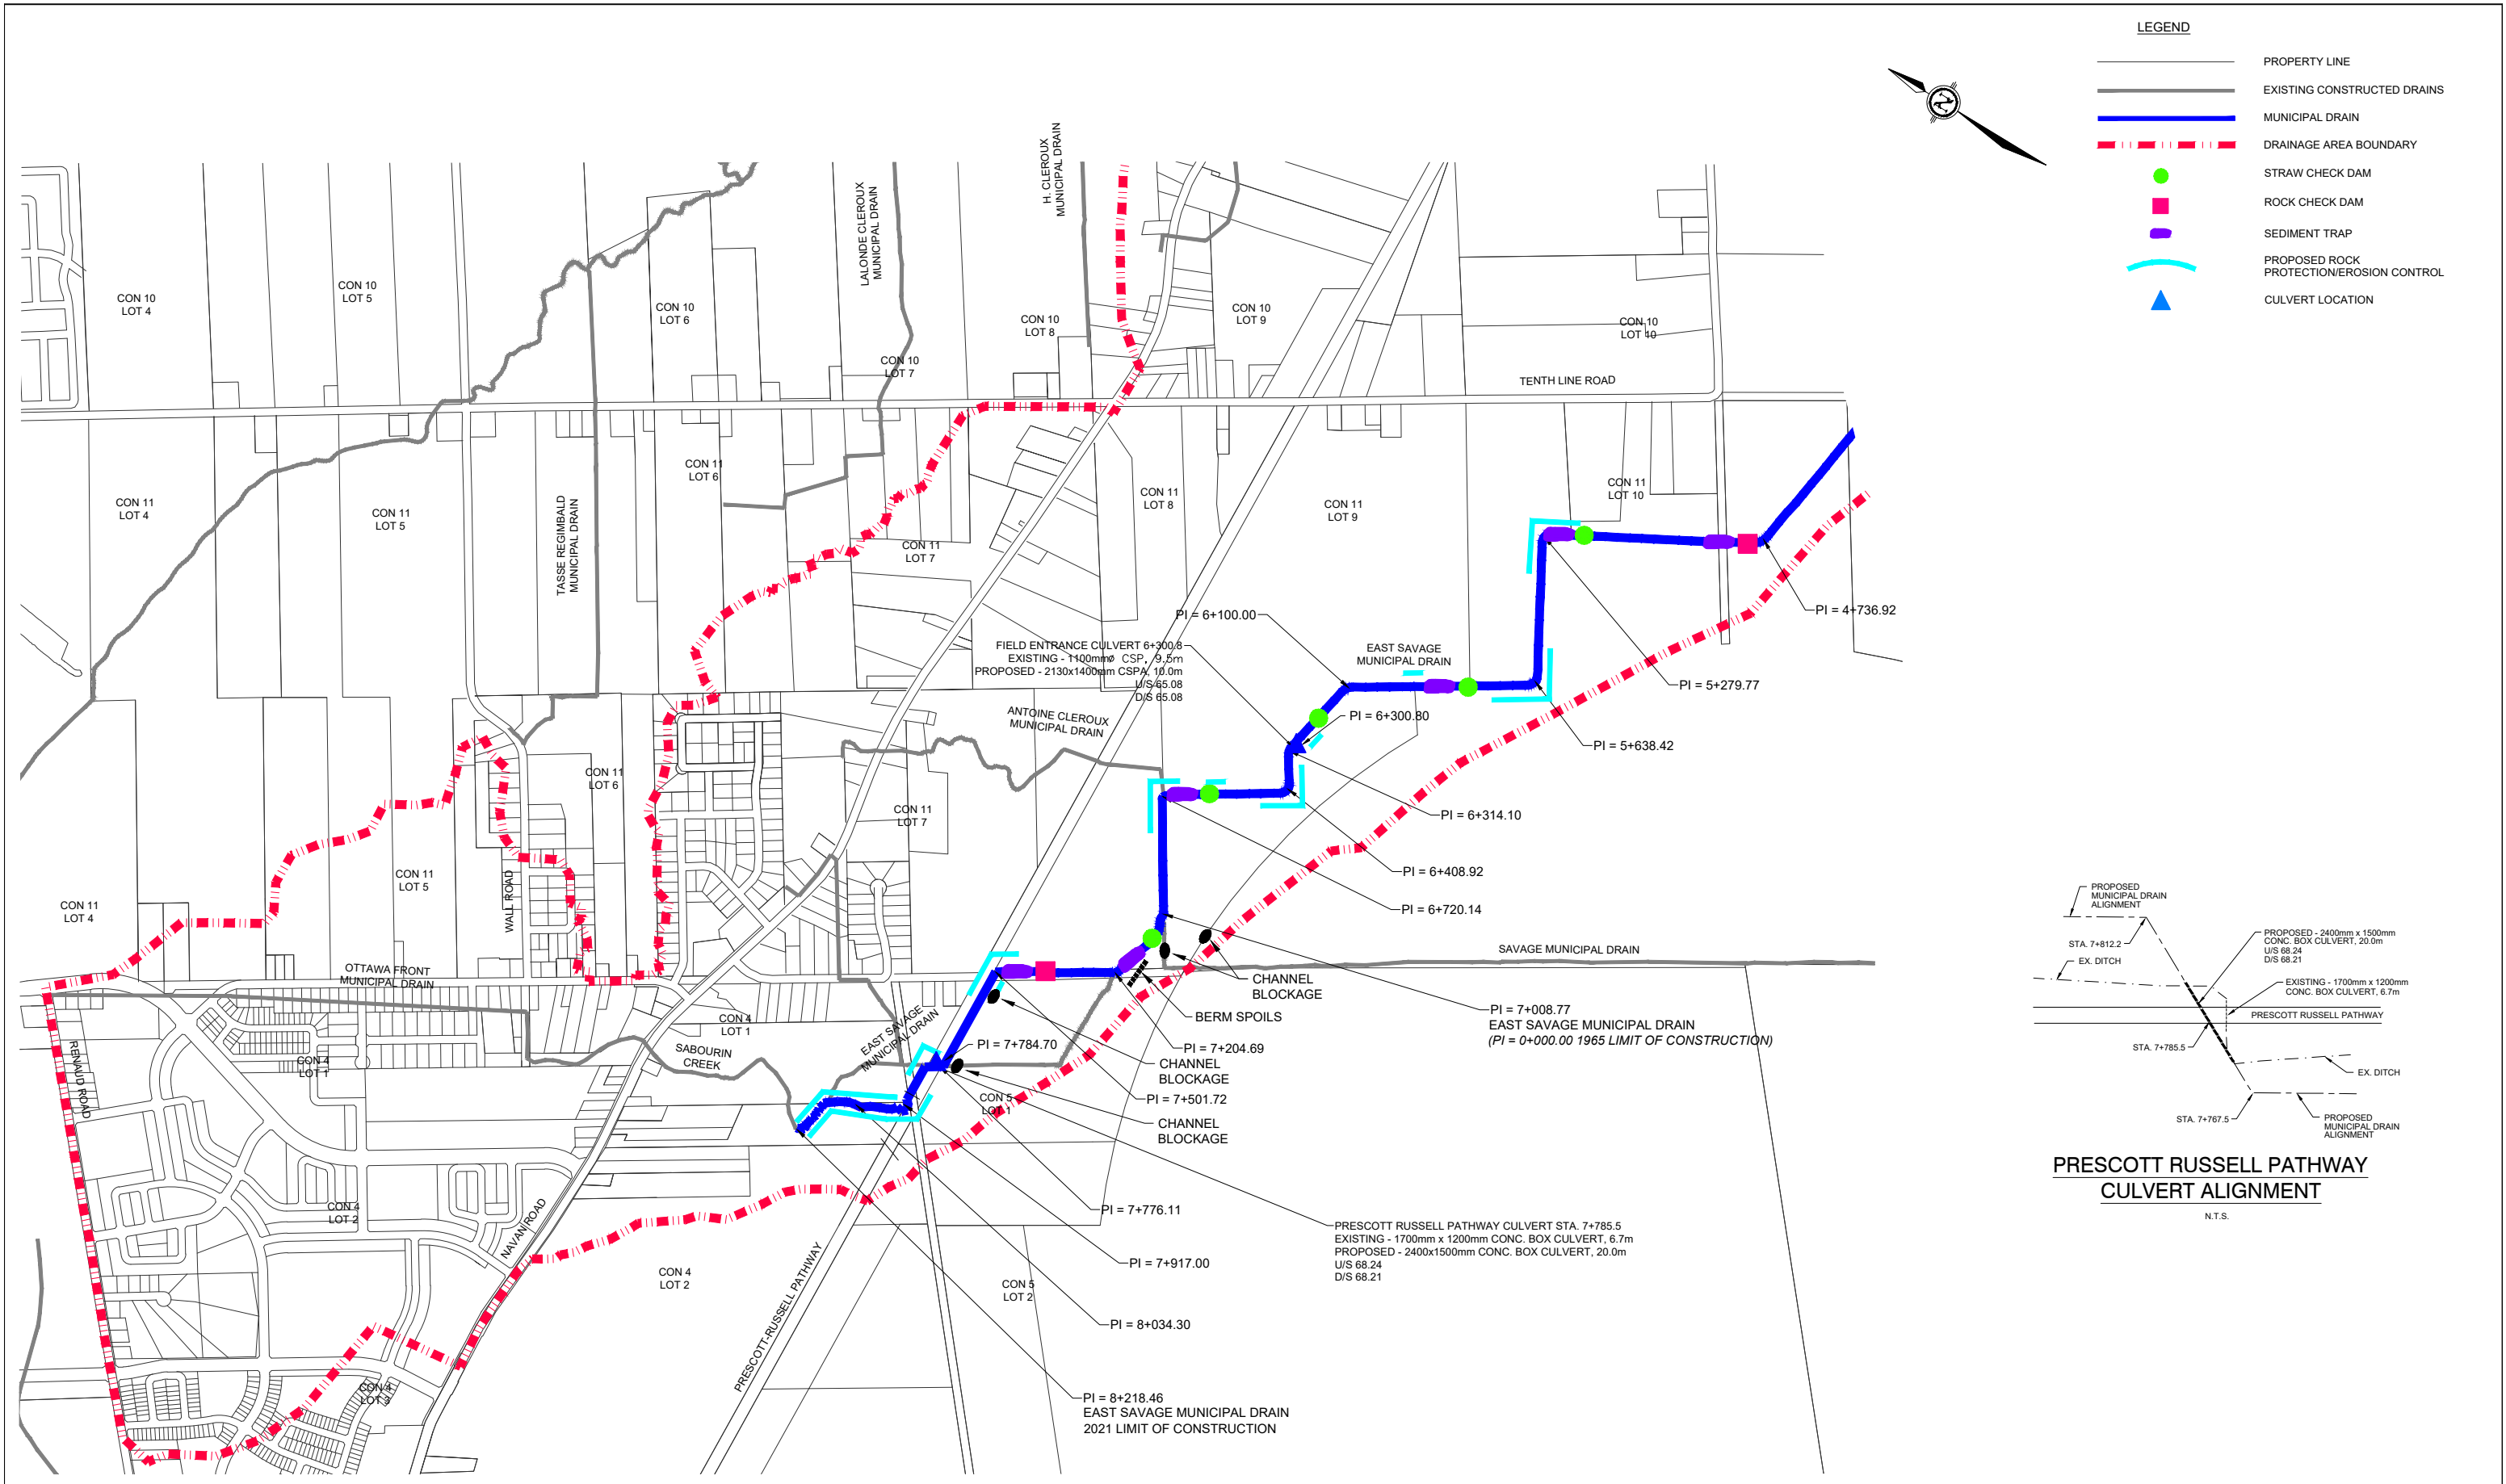 LEGEND
PROPERTY LINE
EXISTING CONSTRUCTED DRAINS
MUNICIPAL DRAIN
DRAINAGE AREA BOUNDARY
STRAW CHECK DAM
ROCK CHECK DAM
SEDIMENT TRAP
PROPOSED ROCK
PROTECTION/EROSION CONTROL
CULVERT LOCATION
LALONDE CLEROUX
MUNICIPAL DRAIN
H. CLEROUX
MUNICIPAL DRAIN
CON 10
LOT 4
CON 10
LOT 5
CON 10
LOT 6
CON 10
LOT 7
CON 10
LOT 8
CON 10
LOT 9
CON 10
LOT 10
TENTH LINE ROAD
CON 11
LOT 4
CON 11
LOT 5
TASSE REGIMBALD
MUNICIPAL DRAIN
CON 11
LOT 6
CON 11
LOT 7
CON 11
LOT 8
CON 11
LOT 9
CON 11
LOT 10
PI = 4+736.92
PI = 6+100.00
FIELD ENTRANCE CULVERT 6+300.8
EXISTING - 1100mmØ CSP, 9.5m
PROPOSED - 2130x1400mm CSPA, 10.0m
U/S 65.08
D/S 65.08
EAST SAVAGE
MUNICIPAL DRAIN
PI = 5+279.77
PI = 6+300.80
PI = 5+638.42
ANTOINE CLEROUX
MUNICIPAL DRAIN
CON 11
LOT 6
CON 11
LOT 7
PI = 6+314.10
PI = 6+408.92
PI = 6+720.14
CON 11
LOT 4
CON 11
LOT 5
WALL ROAD
OTTAWA FRONT
MUNICIPAL DRAIN
SAVAGE MUNICIPAL DRAIN
CHANNEL
BLOCKAGE
BERM SPOILS
PI = 7+008.77
EAST SAVAGE MUNICIPAL DRAIN
(PI = 0+000.00 1965 LIMIT OF CONSTRUCTION)
CON 4
LOT 1
EAST SAVAGE
MUNICIPAL DRAIN
PI = 7+784.70
PI = 7+204.69
CHANNEL
BLOCKAGE
PI = 7+501.72
CHANNEL
BLOCKAGE
RENAUD ROAD
CON 4
LOT 1
SABOURIN
CREEK
CON 5
LOT 1
PI = 7+776.11
CON 4
LOT 2
NAVAN ROAD
PRESCOTT RUSSELL PATHWAY CULVERT STA. 7+785.5
EXISTING - 1700mm x 1200mm CONC. BOX CULVERT, 6.7m
PROPOSED - 2400x1500mm CONC. BOX CULVERT, 20.0m
U/S 68.24
D/S 68.21
PI = 7+917.00
CON 4
LOT 2
PRESCOTT-RUSSELL PATHWAY
CON 5
LOT 2
PI = 8+034.30
CON 4
LOT 3
PI = 8+218.46
EAST SAVAGE MUNICIPAL DRAIN
2021 LIMIT OF CONSTRUCTION
PROPOSED
MUNICIPAL DRAIN
ALIGNMENT
STA. 7+812.2
EX. DITCH
PROPOSED - 2400mm x 1500mm
CONC. BOX CULVERT, 20.0m
U/S 68.24
D/S 68.21
EXISTING - 1700mm x 1200mm
CONC. BOX CULVERT, 6.7m
PRESCOTT RUSSELL PATHWAY
STA. 7+785.5
EX. DITCH
STA. 7+767.5
PROPOSED
MUNICIPAL DRAIN
ALIGNMENT
PRESCOTT RUSSELL PATHWAY
CULVERT ALIGNMENT
N.T.S.